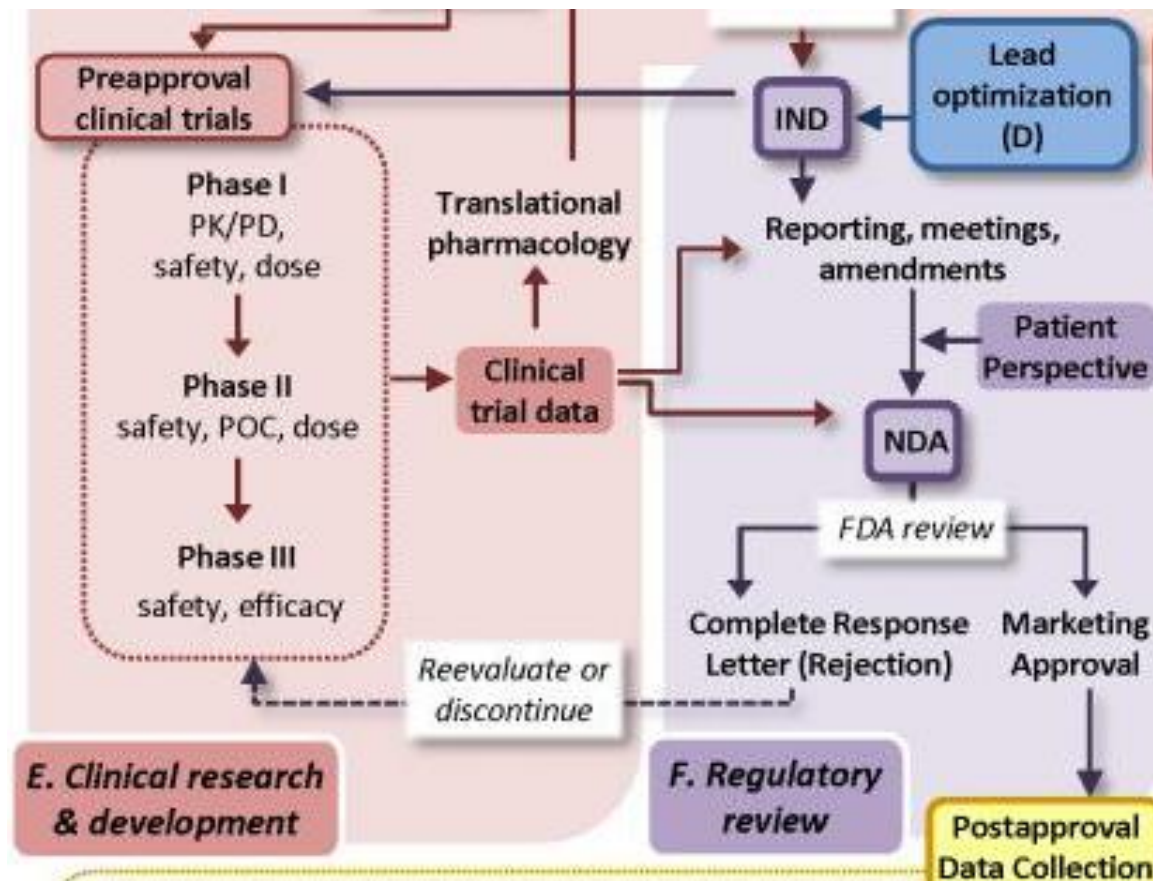 Preapproval
clinical trials
Phase I
PK/PD,
safety, dose
Phase II
safety, POC, dose
Phase III
safety, efficacy
Translational
pharmacology
Clinical
trial data
Reevaluate or
discontinue
E. Clinical research
& development
IND
Lead
optimization
(D)
Reporting, meetings,
amendments
Patient
Perspective
NDA
FDA review
Complete Response
Letter (Rejection)
Marketing
Approval
F. Regulatory
review
Postapproval
Data Collection